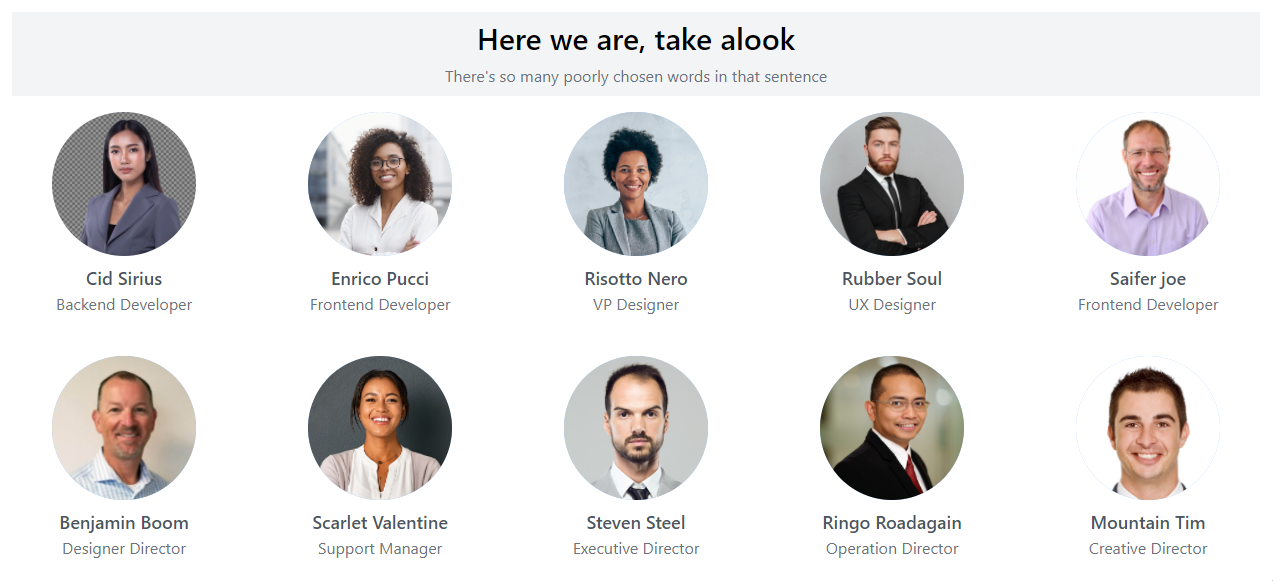 Here we are, take alook
There's so many poorly chosen words in that sentence
Cid Sirius
Backend Developer
Enrico Pucci
Frontend Developer
Risotto Nero
VP Designer
Rubber Soul
UX Designer
Saifer joe
Frontend Developer
Benjamin Boom
Designer Director
Scarlet Valentine
Support Manager
Steven Steel
Executive Director
Ringo Roadagain
Operation Director
Mountain Tim
Creative Director